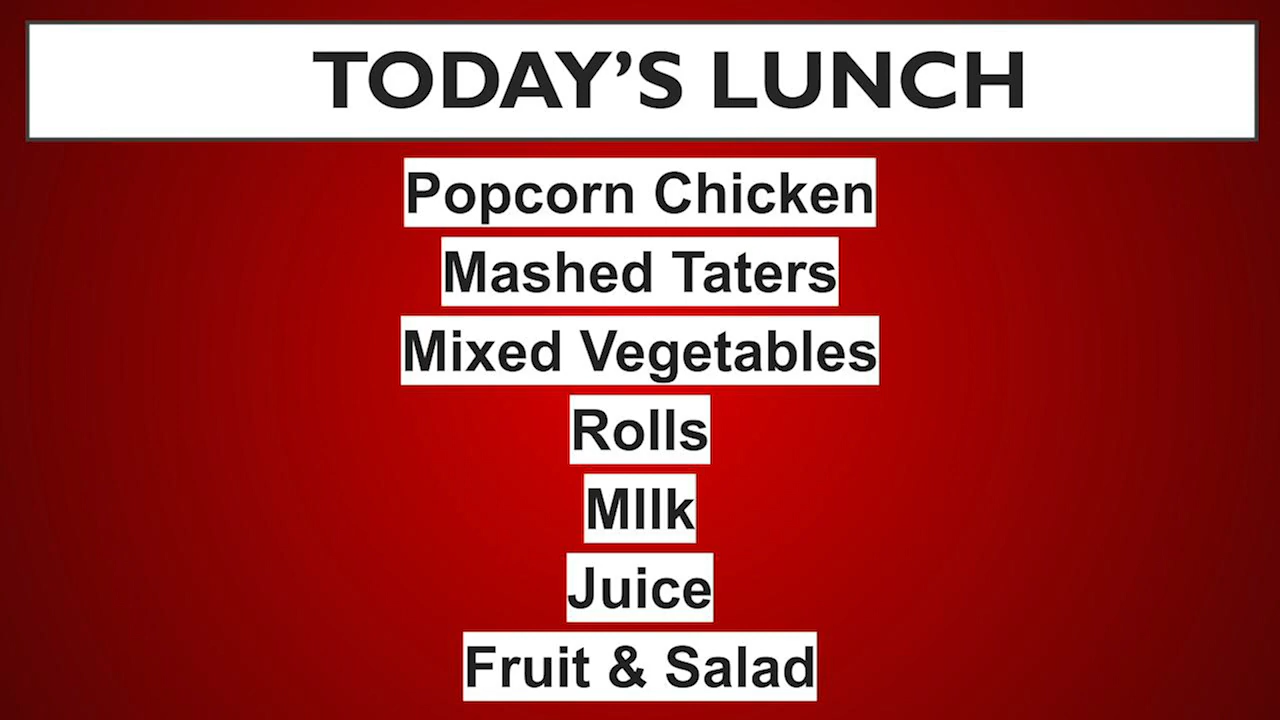 TODAY’S LUNCH
Popcorn Chicken
Mashed Taters
Mixed Vegetables
Rolls
MIlk
Juice
Fruit & Salad